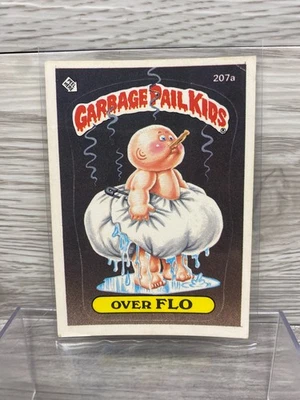 207a
GARBAGE PAIL KIDS
OVER FLO